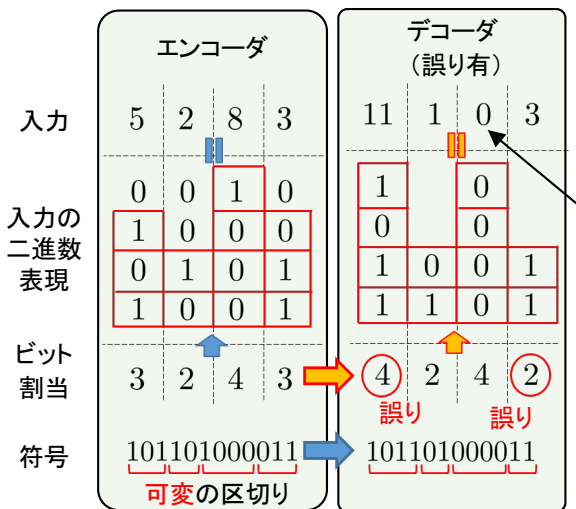 エンコーダ
デコーダ
(誤り有)
入力 5 2 8 3
11 1 0 3
入力の
二進数
表現
0 0 1 0
1 0 0 0
0 1 0 1
1 0 0 1
1 0
0 0
1 0 0 1
1 1 0 1
ビット
割当
3 2 4 3
4 2 4 2
誤り 誤り
符号 101101000011
101101000011
可変の区切り